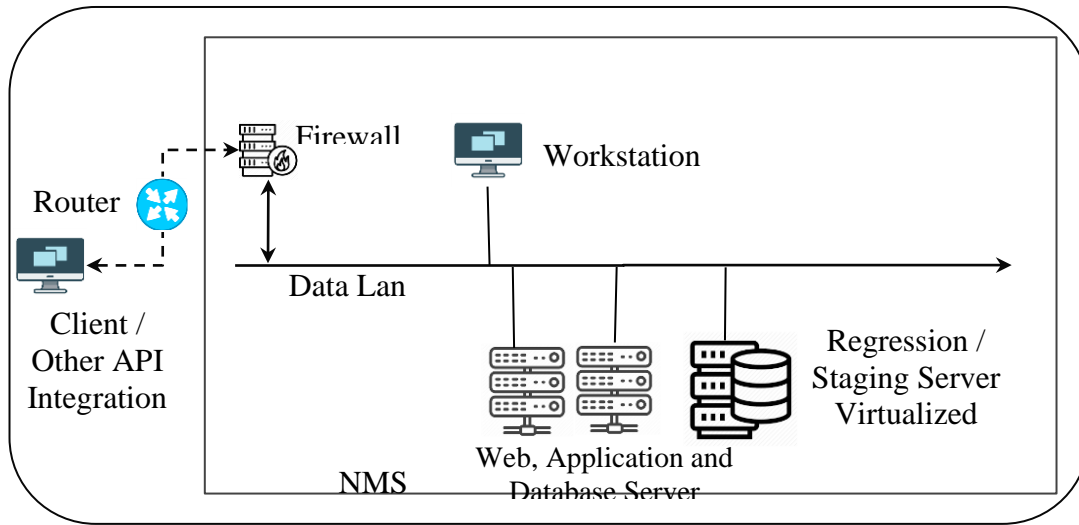 Firewall
Workstation
Router
Data Lan
Client /
Other API
Integration
Regression /
Staging Server
Virtualized
Web, Application and
Database Server
NMS